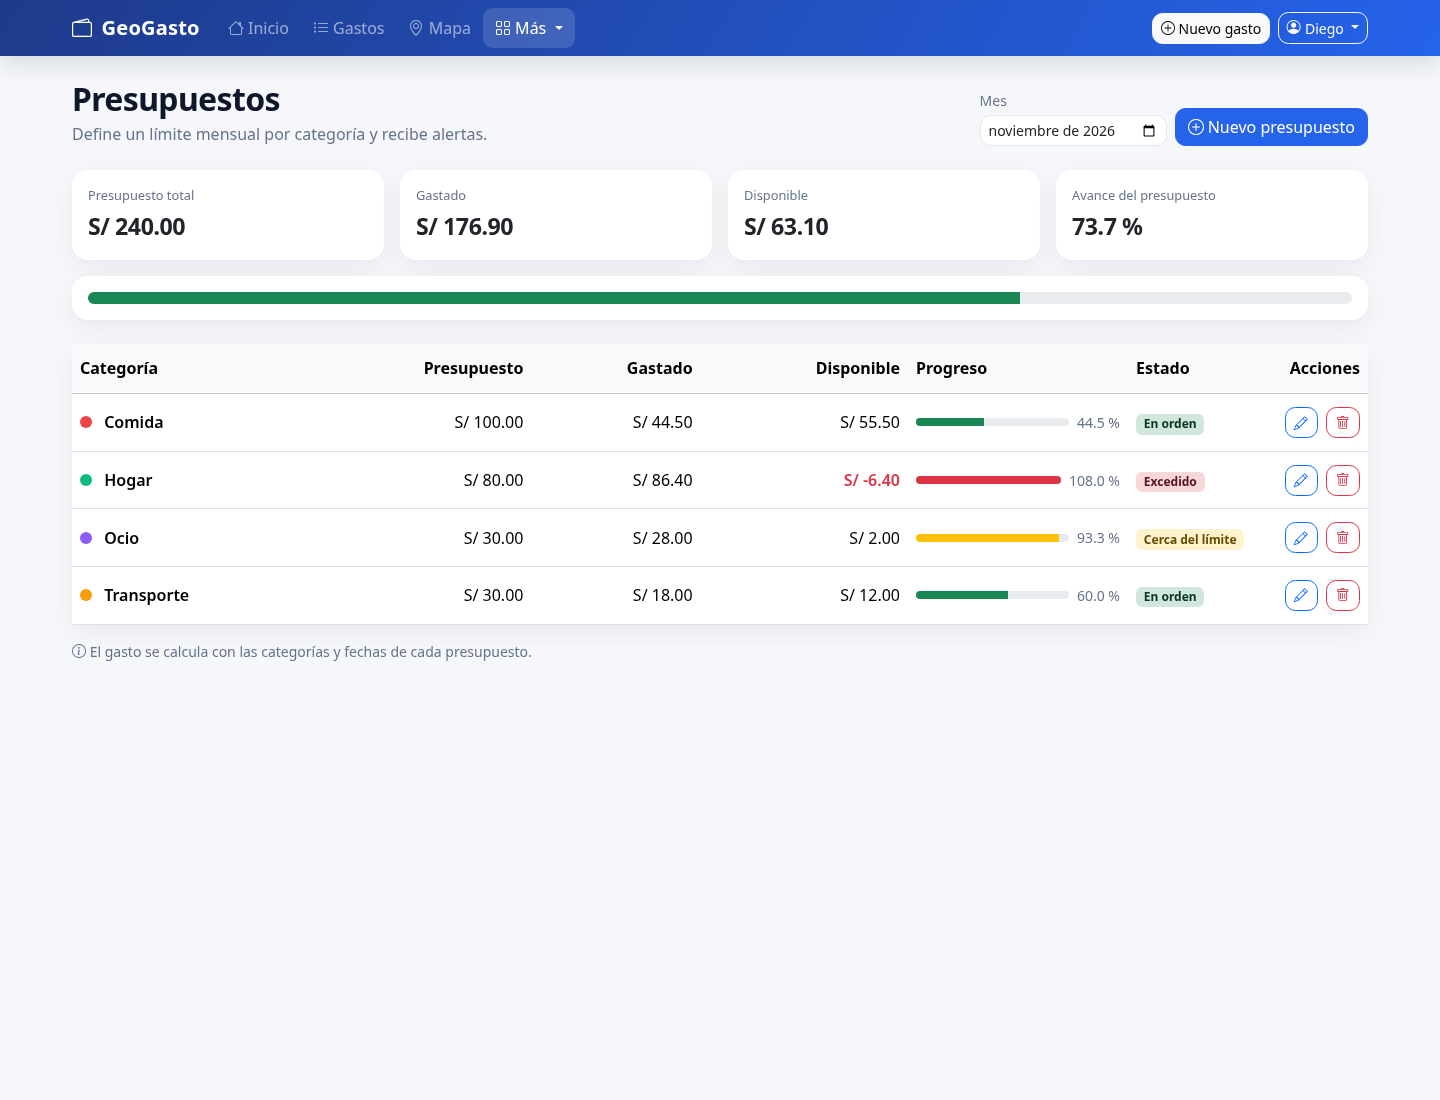 GeoGasto Inicio Gastos Mapa Más Nuevo gasto Diego
Presupuestos
Define un límite mensual por categoría y recibe alertas.
Mes
noviembre de 2026
Nuevo presupuesto
Presupuesto total
S/ 240.00
Gastado
S/ 176.90
Disponible
S/ 63.10
Avance del presupuesto
73.7 %
Categoría Presupuesto Gastado Disponible Progreso Estado Acciones
Comida S/ 100.00 S/ 44.50 S/ 55.50 44.5 % En orden
Hogar S/ 80.00 S/ 86.40 S/ -6.40 108.0 % Excedido
Ocio S/ 30.00 S/ 28.00 S/ 2.00 93.3 % Cerca del límite
Transporte S/ 30.00 S/ 18.00 S/ 12.00 60.0 % En orden
El gasto se calcula con las categorías y fechas de cada presupuesto.